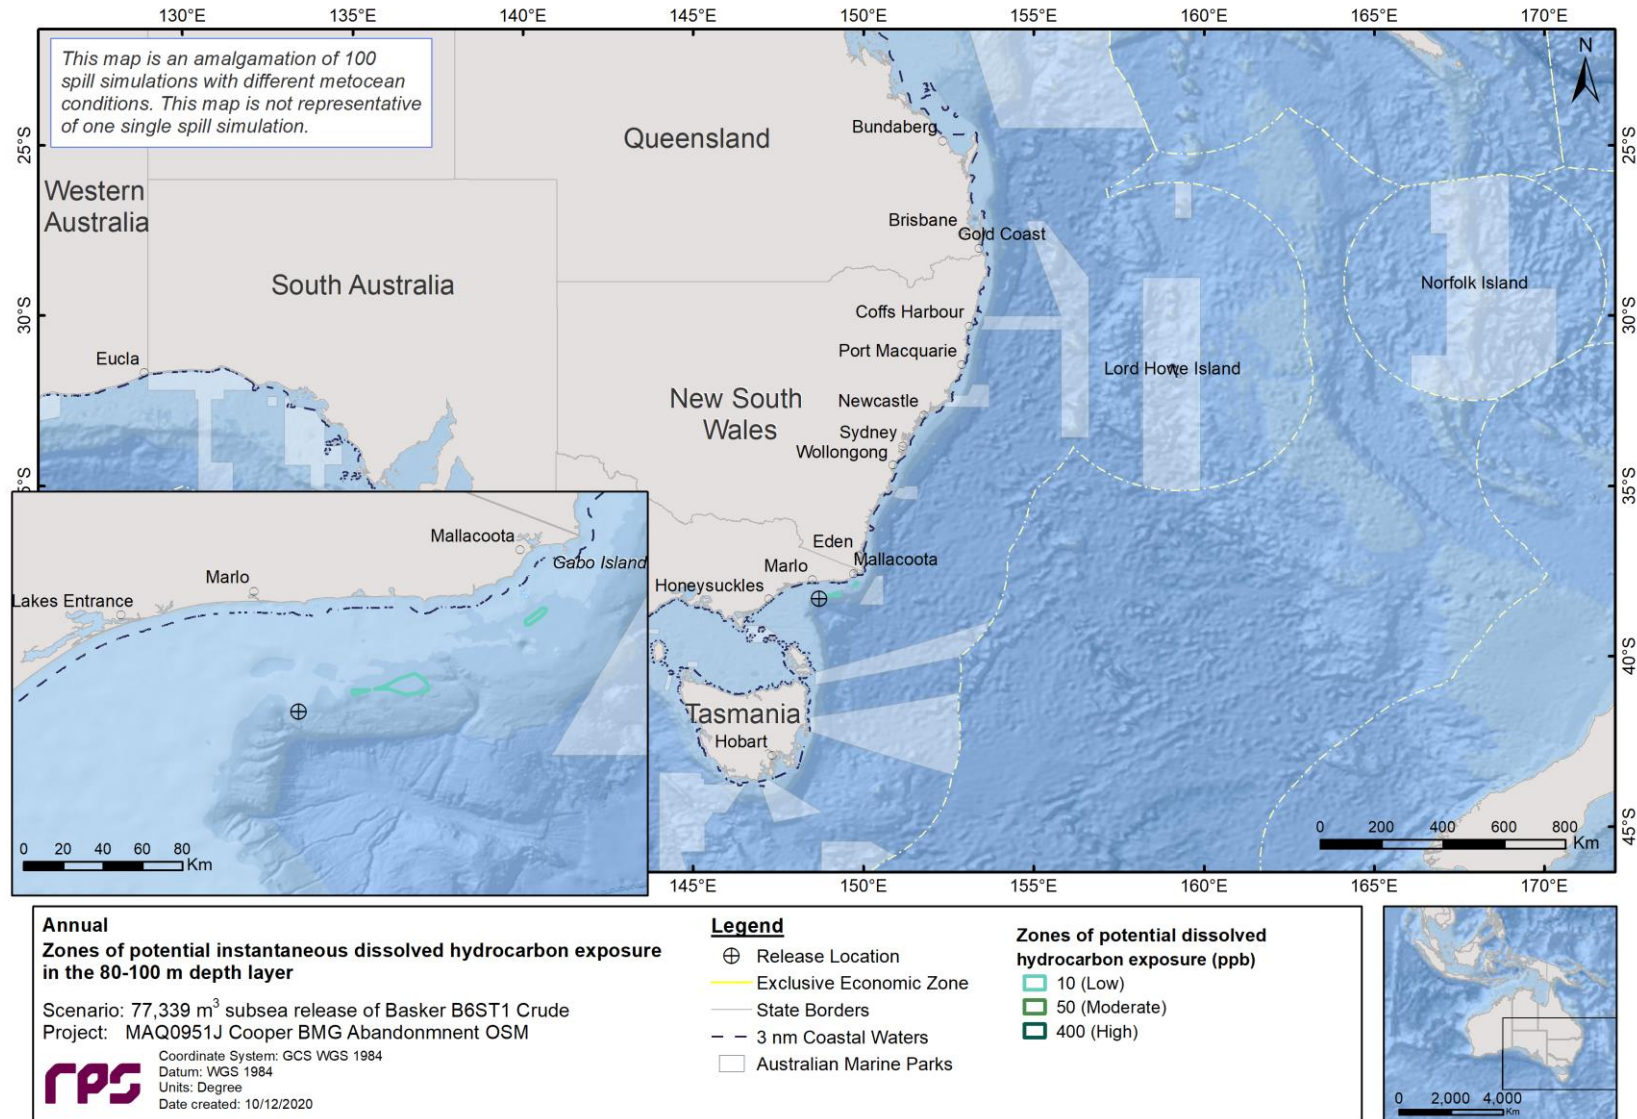 130°E 135°E 140°E 145°E 150°E 155°E 160°E 165°E 170°E
This map is an amalgamation of 100
spill simulations with different metocean
conditions. This map is not representative
of one single spill simulation.
N
Bundaberg
Queensland
25°S
25°S
Western
Australia
Brisbane
Gold Coast
South Australia
Norfolk Island
Coffs Harbour
30°S
30°S
Port Macquarie
Eucla
Lord Howe Island
New South
Wales
Newcastle
Sydney
Wollongong
35°S
35°S
Eden
Mallacoota
Marlo
Honeysuckles
40°S
Tasmania
Hobart
45°S
Mallacoota
Gabo Island
Marlo
Lakes Entrance
0 20 40 60 80
Km
0 200 400 600 800
Km
145°E 150°E 155°E 160°E 165°E 170°E
Annual
Zones of potential instantaneous dissolved hydrocarbon exposure
in the 80-100 m depth layer
Scenario: 77,339 m³ subsea release of Basker B6ST1 Crude
Project: MAQ0951J Cooper BMG Abandonmnent OSM
rps
Coordinate System: GCS WGS 1984
Datum: WGS 1984
Units: Degree
Date created: 10/12/2020
Legend
Release Location
Exclusive Economic Zone
State Borders
3 nm Coastal Waters
Australian Marine Parks
Zones of potential dissolved
hydrocarbon exposure (ppb)
10 (Low)
50 (Moderate)
400 (High)
0 2,000 4,000
Km